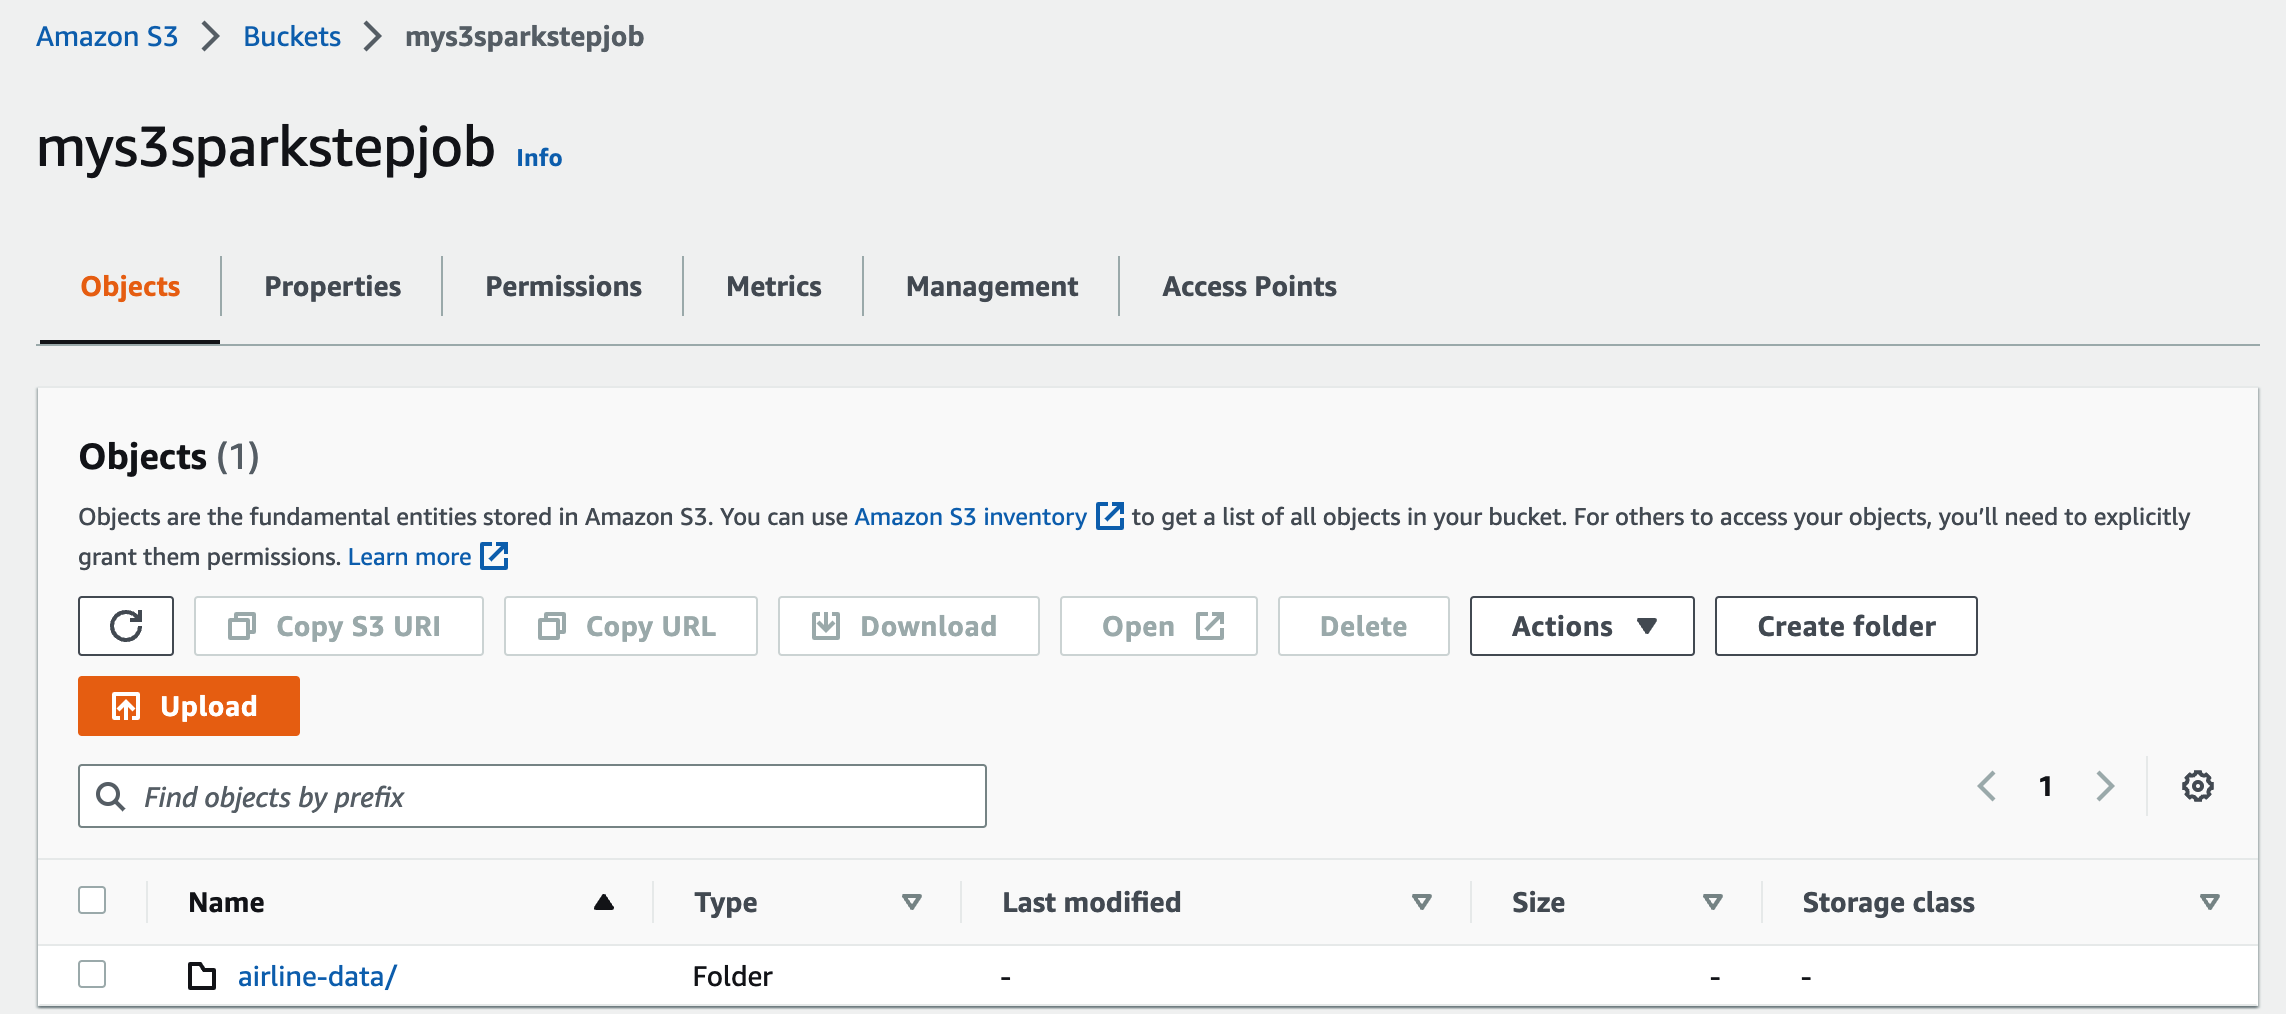 Amazon S3 > Buckets > mys3sparkstepjob
mys3sparkstepjob Info
Objects Properties Permissions Metrics Management Access Points
Objects (1)
Objects are the fundamental entities stored in Amazon S3. You can use Amazon S3 inventory to get a list of all objects in your bucket. For others to access your objects, you’ll need to explicitly
grant them permissions. Learn more
Copy S3 URI Copy URL Download Open Delete Actions Create folder
Upload
Find objects by prefix 1
Name Type Last modified Size Storage class
airline-data/ Folder - - -